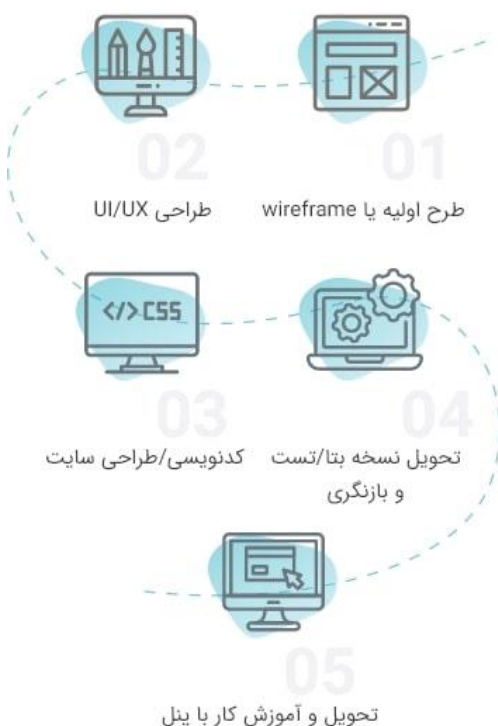 01
طرح اولیه یا wireframe
02
طراحی UI/UX
</>CSS
03
کدنویسی/طراحی سایت
04
تحویل نسخه بتا/تست
و بازنگری
05
تحویل و آموزش کار با پنل